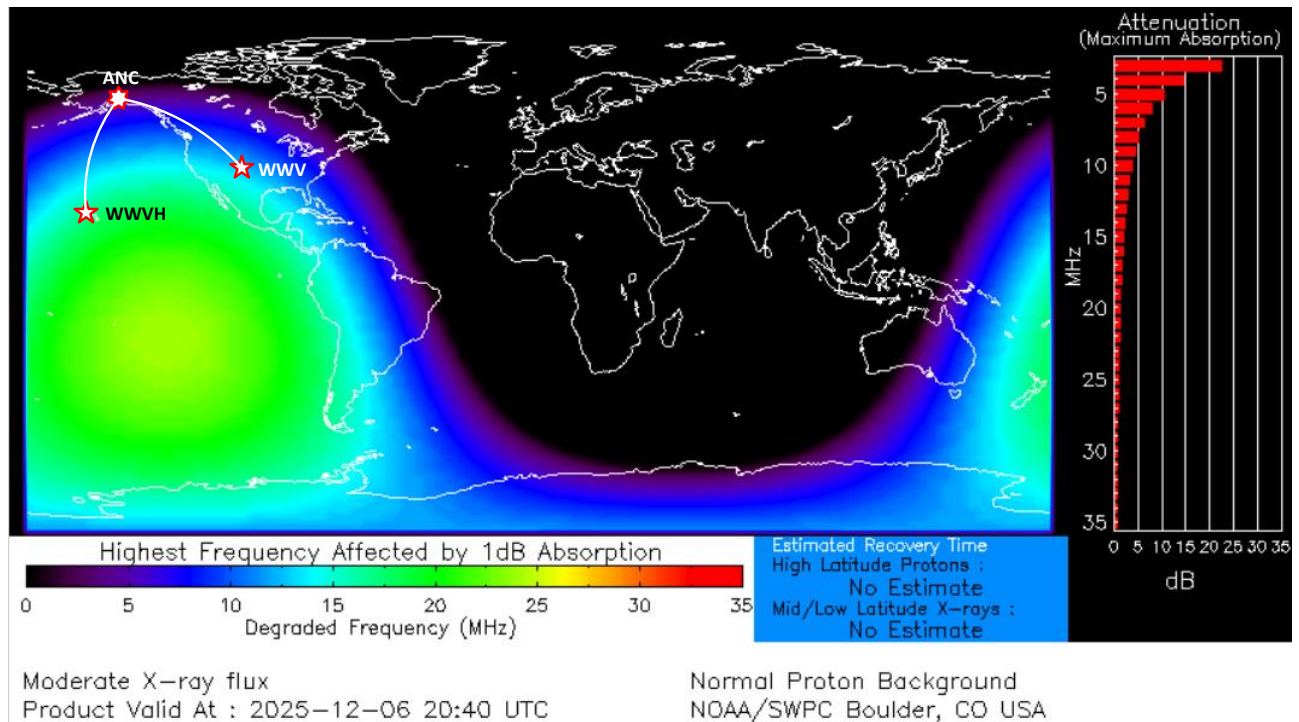 ANC
WWV
WWVH
Attenuation
(Maximum Absorption)
5
10
15
20
25
30
35
MHz
0 5 10 15 20 25 30 35
dB
Highest Frequency Affected by 1dB Absorption
0 5 10 15 20 25 30 35
Degraded Frequency (MHz)
Estimated Recovery Time
High Latitude Protons :
No Estimate
Mid/Low Latitude X-rays :
No Estimate
Moderate X-ray flux
Product Valid At : 2025-12-06 20:40 UTC
Normal Proton Background
NOAA/SWPC Boulder, CO USA